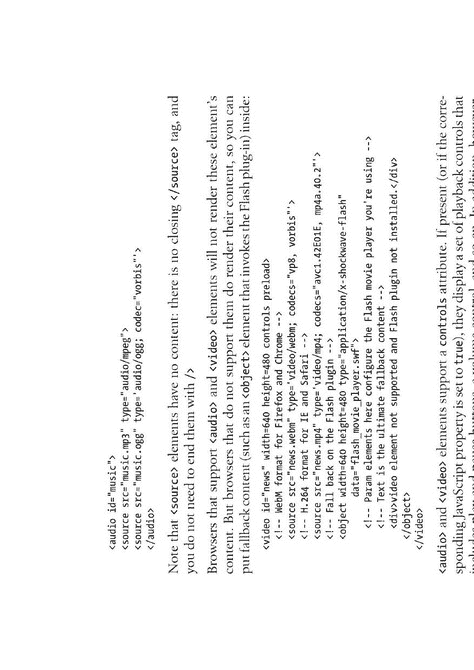 <audio id="music">
<source src="music.mp3" type="audio/mpeg">
<source src="music.ogg" type='audio/ogg; codec="vorbis"'>
</audio>
Note that <source> elements have no content: there is no closing </source> tag, and
you do not need to end them with />
Browsers that support <audio> and <video> elements will not render these element's
content. But browsers that do not support them do render their content, so you can
put fallback content (such as an <object> element that invokes the Flash plug-in) inside:
<video id="news" width=640 height=480 controls preload>
<!-- WebM format for Firefox and Chrome -->
<source src="news.webm" type='video/webm; codecs="vp8, vorbis"'>
<!-- H.264 format for IE and Safari -->
<source src="news.mp4" type='video/mp4; codecs="avc1.42E01E, mp4a.40.2"'>
<!-- Fall back on the Flash plugin -->
<object width=640 height=480 type="application/x-shockwave-flash"
data="flash_movie_player.swf">
<!-- Param elements here configure the Flash movie player you're using -->
<!-- Text is the ultimate fallback content -->
<div>video element not supported and Flash plugin not installed.</div>
</object>
</video>
<audio> and <video> elements support a controls attribute. If present (or if the corre-
sponding JavaScript property is set to true), they display a set of playback controls that